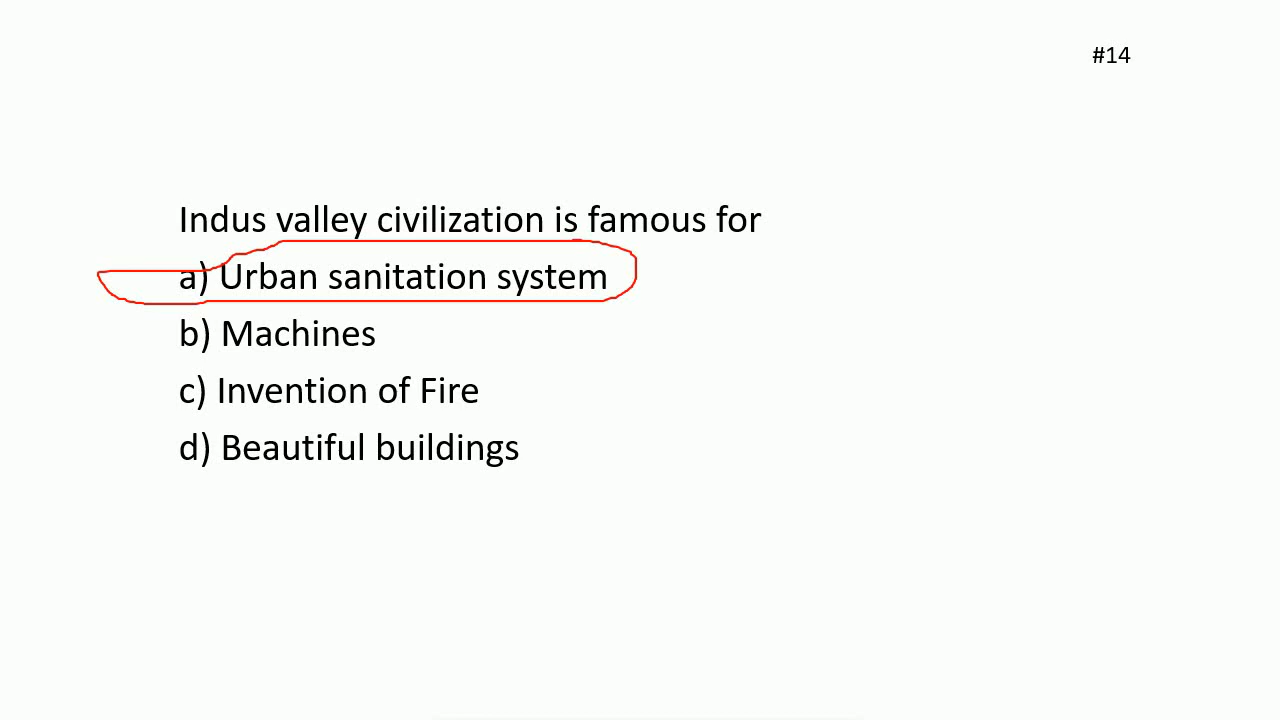 #14
Indus valley civilization is famous for
a) Urban sanitation system
b) Machines
c) Invention of Fire
d) Beautiful buildings